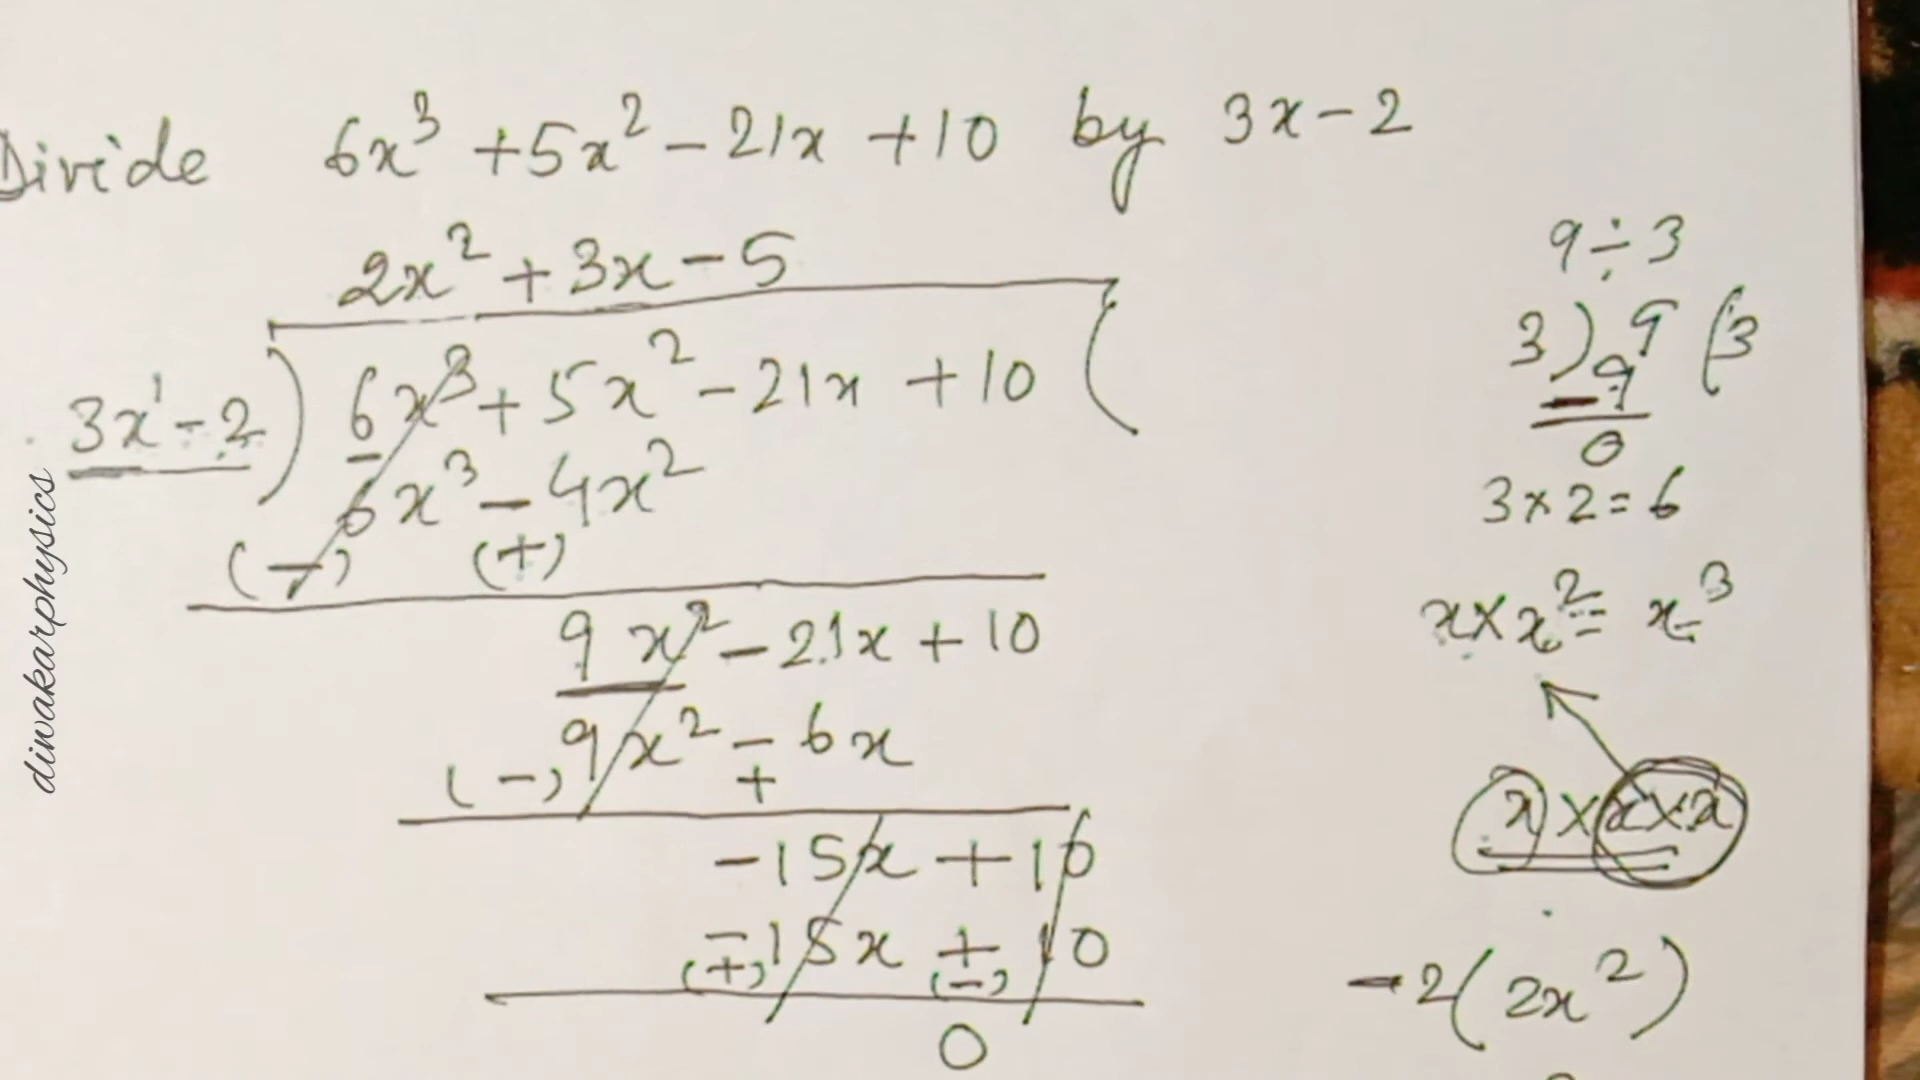 Divide 6x³ + 5x² - 21x + 10 by 3x - 2
2x² + 3x - 5
3x¹ - 2 ) 6x³ + 5x² - 21x + 10 (
6x³ - 4x²
(-) (+)
9x² - 21x + 10
9x² - 6x
(-) +
-15x + 10
-15x + 10
(+) (-)
0
9 ÷ 3
3 ) 9 ( 3
-9
0
3 × 2 = 6
x × x² = x³
x × x × x
-2(2x²)
dinakarphysics